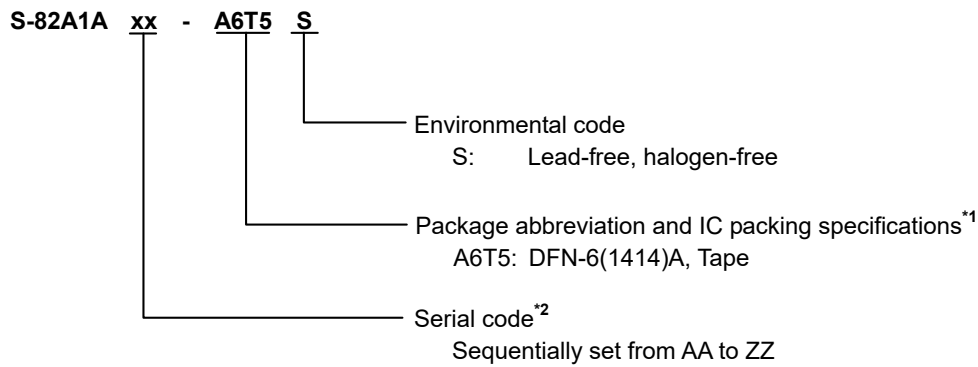 S-82A1A xx - A6T5 S
Environmental code
S: Lead-free, halogen-free
Package abbreviation and IC packing specifications*1
A6T5: DFN-6(1414)A, Tape
Serial code*2
Sequentially set from AA to ZZ